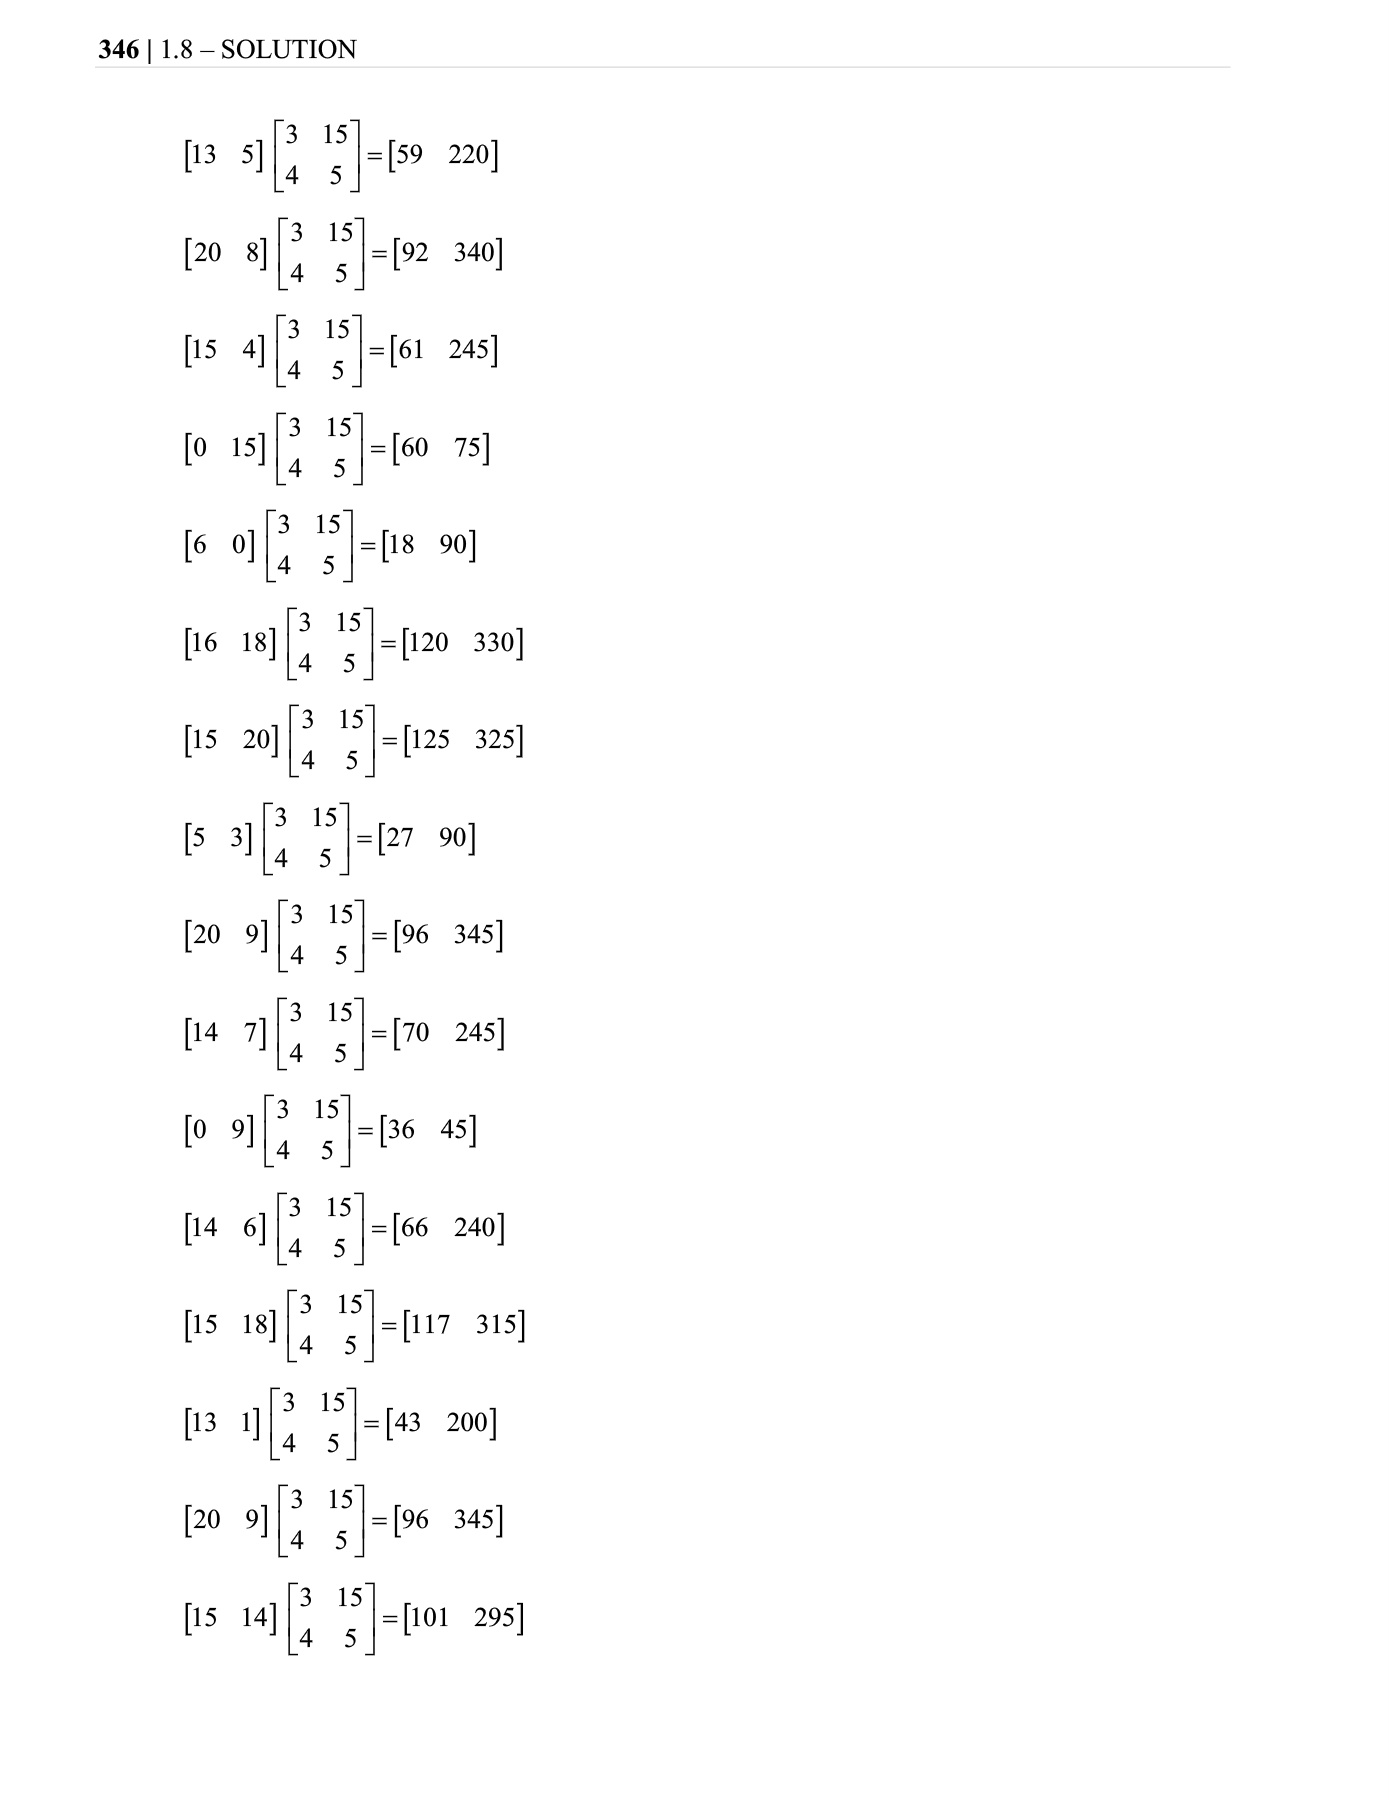 346 | 1.8 – SOLUTION
[13 5] [3 15; 4 5] = [59 220]
[20 8] [3 15; 4 5] = [92 340]
[15 4] [3 15; 4 5] = [61 245]
[0 15] [3 15; 4 5] = [60 75]
[6 0] [3 15; 4 5] = [18 90]
[16 18] [3 15; 4 5] = [120 330]
[15 20] [3 15; 4 5] = [125 325]
[5 3] [3 15; 4 5] = [27 90]
[20 9] [3 15; 4 5] = [96 345]
[14 7] [3 15; 4 5] = [70 245]
[0 9] [3 15; 4 5] = [36 45]
[14 6] [3 15; 4 5] = [66 240]
[15 18] [3 15; 4 5] = [117 315]
[13 1] [3 15; 4 5] = [43 200]
[20 9] [3 15; 4 5] = [96 345]
[15 14] [3 15; 4 5] = [101 295]